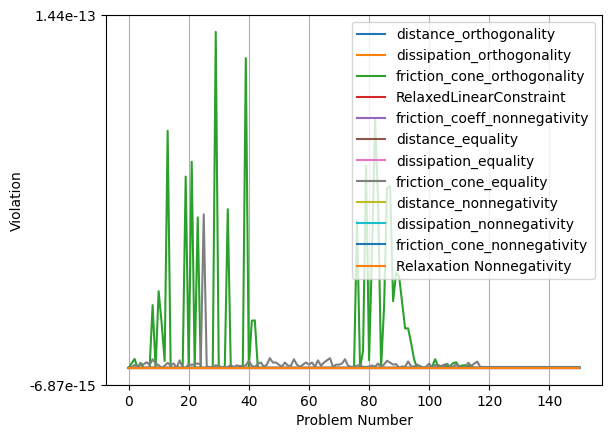 1.44e-13
distance_orthogonality
dissipation_orthogonality
friction_cone_orthogonality
RelaxedLinearConstraint
friction_coeff_nonnegativity
distance_equality
dissipation_equality
friction_cone_equality
distance_nonnegativity
dissipation_nonnegativity
friction_cone_nonnegativity
Relaxation Nonnegativity
Violation
-6.87e-15
0 20 40 60 80 100 120 140
Problem Number